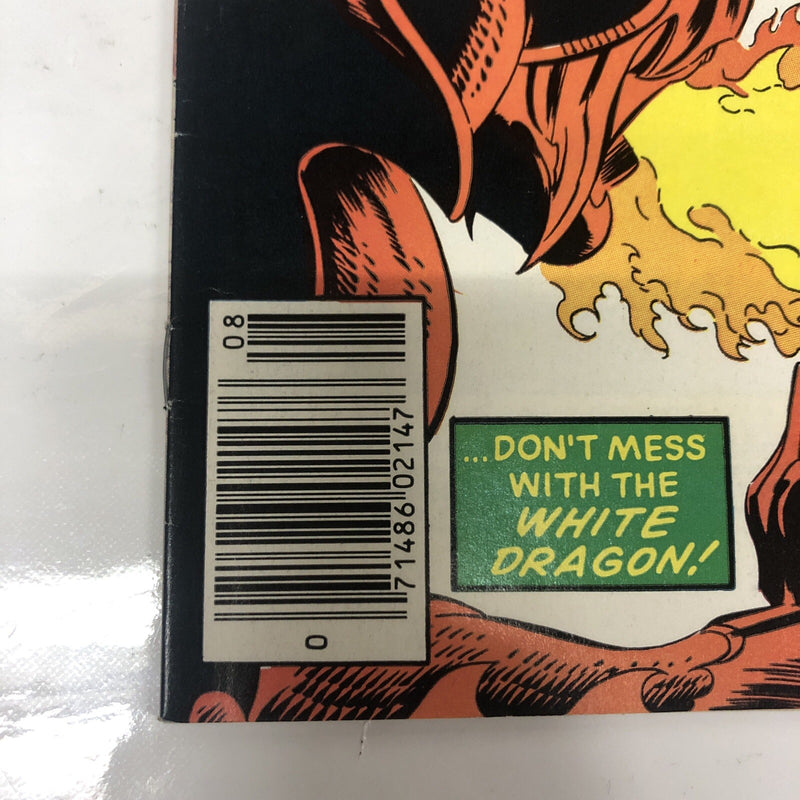 08
0 71486 02147
...DON'T MESS
WITH THE
WHITE
DRAGON!